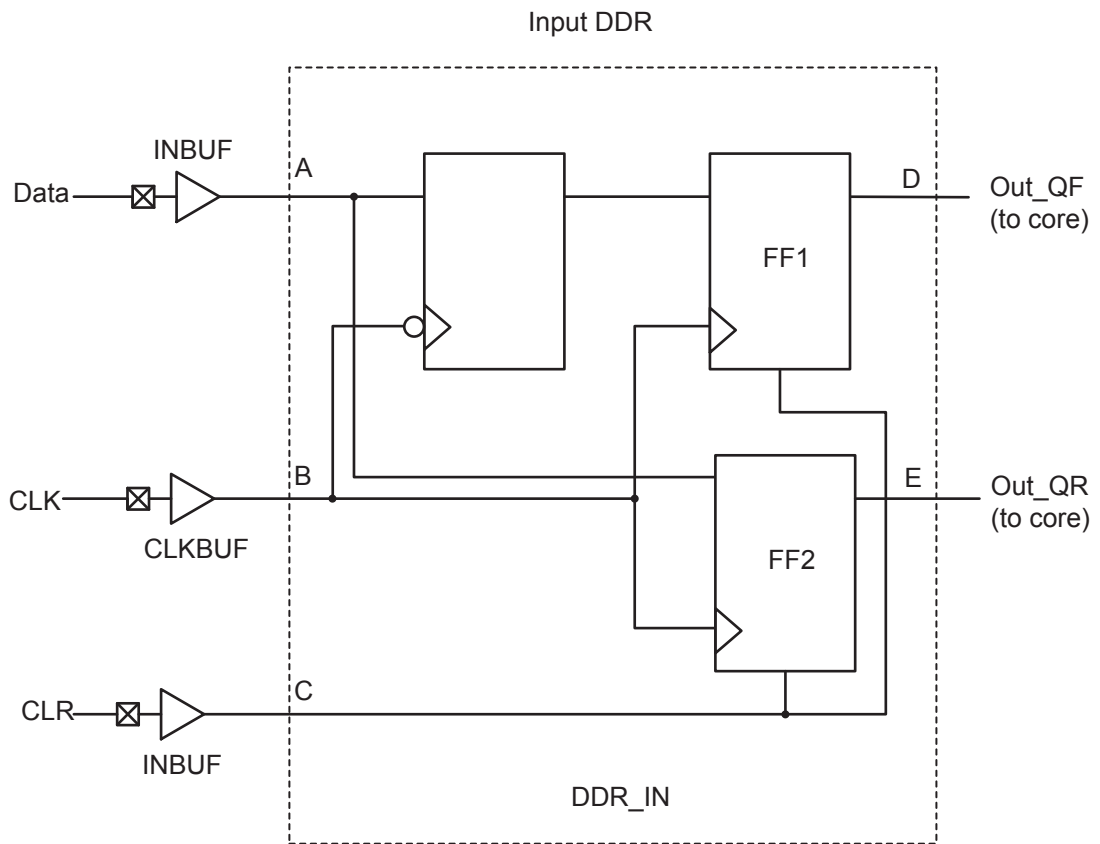 Input DDR
INBUF
A
Data
D
Out_QF
(to core)
FF1
B
CLK
CLKBUF
E
Out_QR
(to core)
FF2
C
CLR
INBUF
DDR_IN